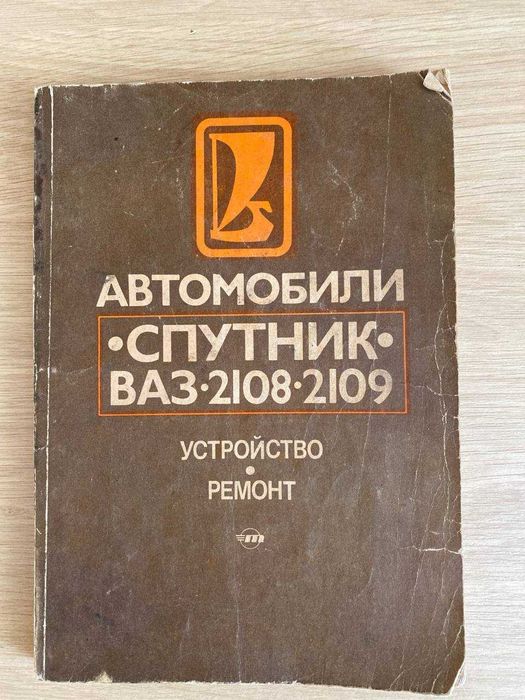 АВТОМОБИЛИ
•СПУТНИК•
ВАЗ·2108·2109
УСТРОЙСТВО
•
РЕМОНТ
т